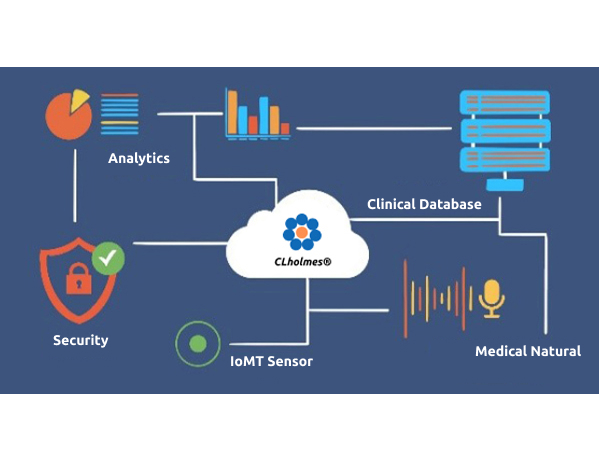 Analytics
Clinical Database
CLholmes®
Security
IoMT Sensor
Medical Natural